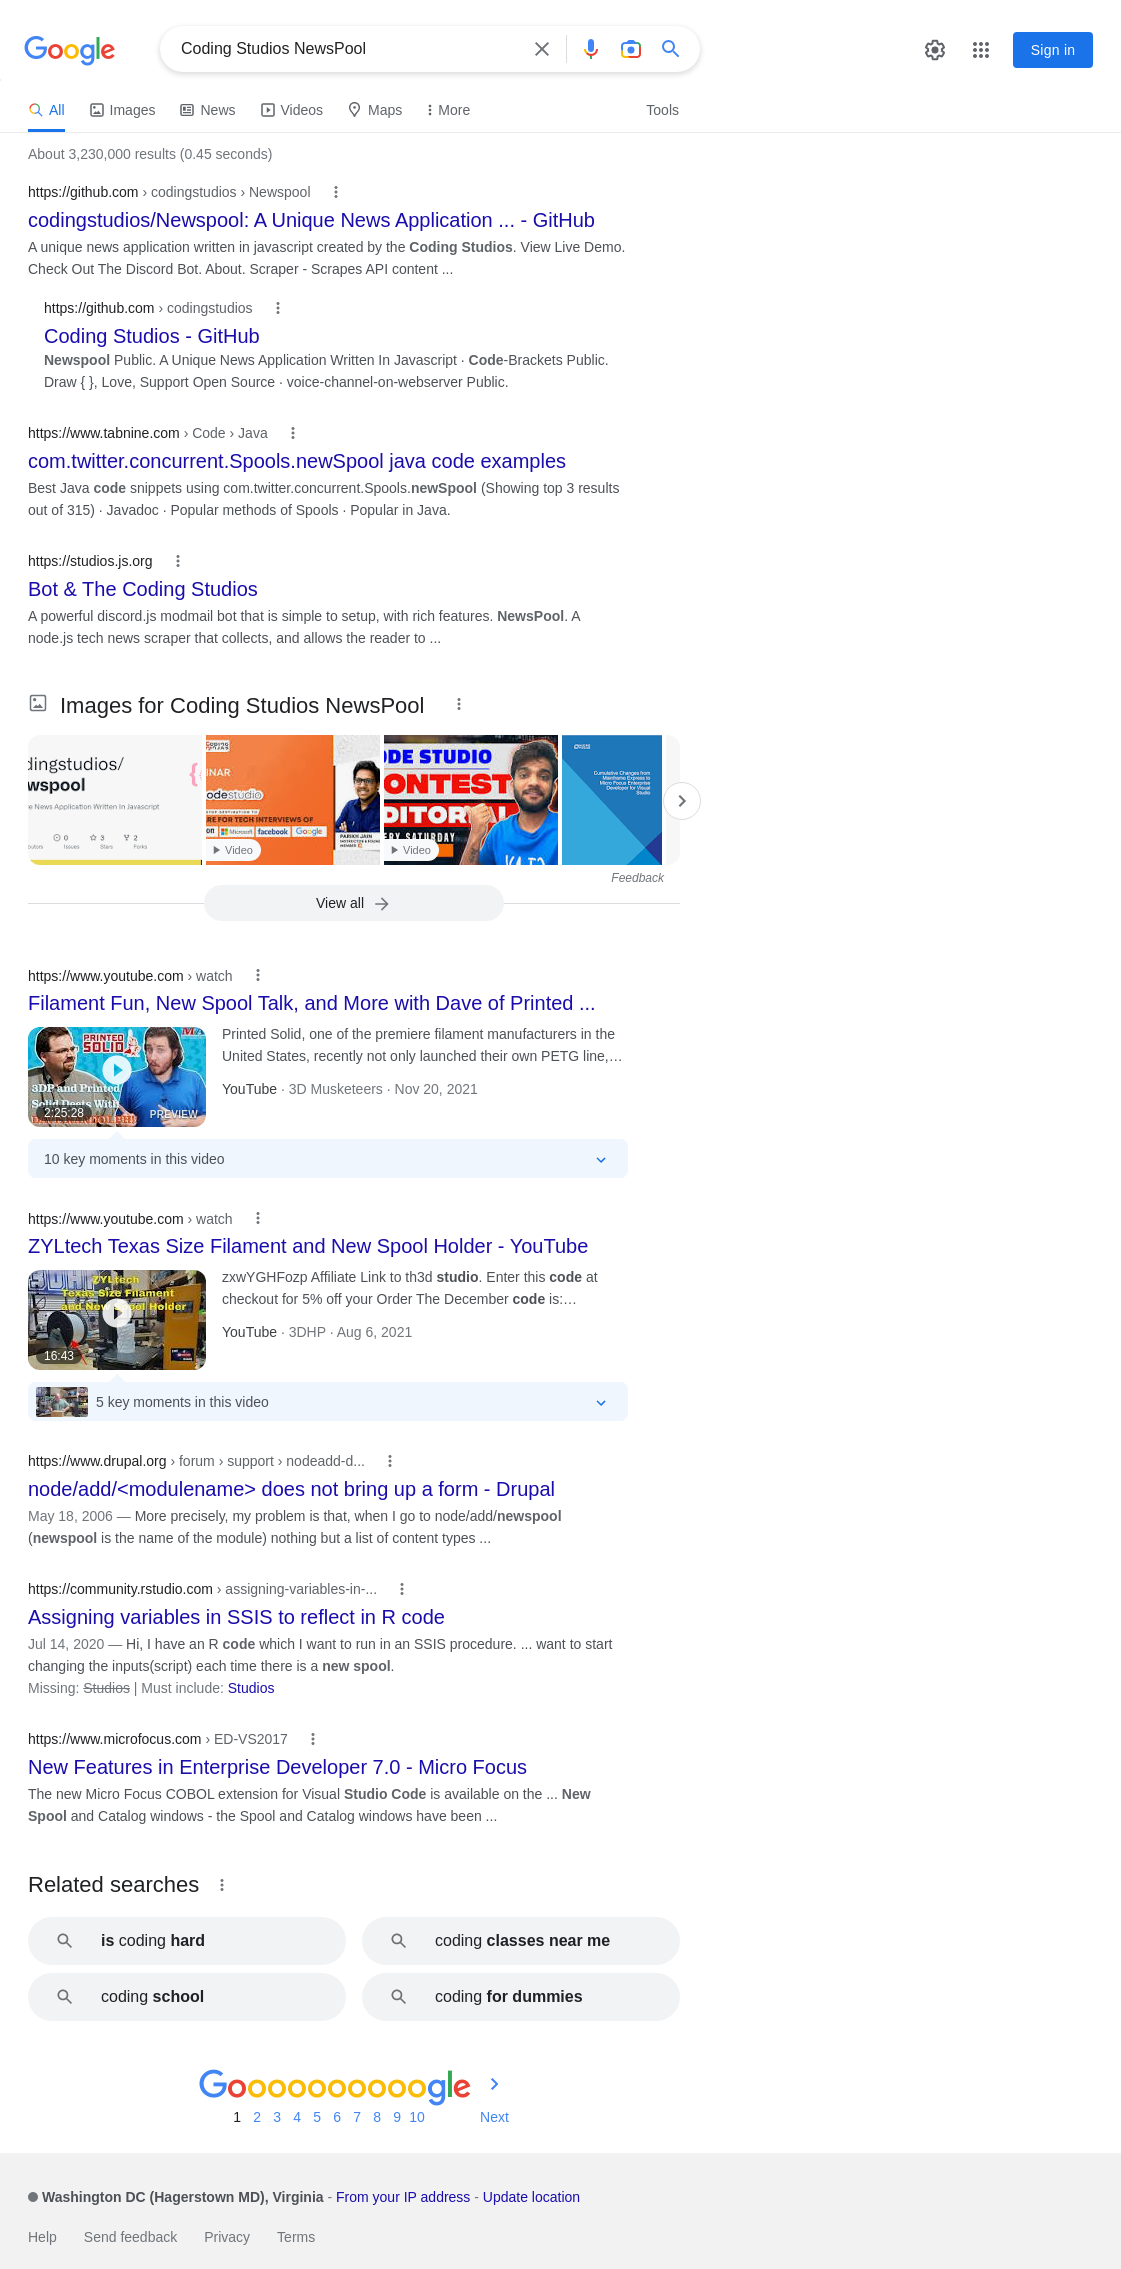 Google
Coding Studios NewsPool
Sign in
All Images News Videos Maps More Tools
About 3,230,000 results (0.45 seconds)
https://github.com › codingstudios › Newspool
codingstudios/Newspool: A Unique News Application ... - GitHub
A unique news application written in javascript created by the Coding Studios. View Live Demo.
Check Out The Discord Bot. About. Scraper - Scrapes API content ...
https://github.com › codingstudios
Coding Studios - GitHub
Newspool Public. A Unique News Application Written In Javascript · Code-Brackets Public.
Draw { }, Love, Support Open Source · voice-channel-on-webserver Public.
https://www.tabnine.com › Code › Java
com.twitter.concurrent.Spools.newSpool java code examples
Best Java code snippets using com.twitter.concurrent.Spools.newSpool (Showing top 3 results
out of 315) · Javadoc · Popular methods of Spools · Popular in Java.
https://studios.js.org
Bot & The Coding Studios
A powerful discord.js modmail bot that is simple to setup, with rich features. NewsPool. A
node.js tech news scraper that collects, and allows the reader to ...
Images for Coding Studios NewsPool
dingstudios/
wspool
e News Application Written In Javascript
0 3 2
Issues Stars Forks
INAR
odestudio
RE FOR TECH INTERVIEWS OF
on Microsoft facebook Google
PARIKH JAIN
Video
ODE STUDIO
ONTEST
DITORIAL
ERY SATURDAY
Video
Cumulative Changes from
Mainframe Express to
Micro Focus Enterprise
Developer for Visual
Studio
Feedback
View all
https://www.youtube.com › watch
Filament Fun, New Spool Talk, and More with Dave of Printed ...
PRINTED
SOLID
3DP and Printed
Solid Deets With
2:25:28
PREVIEW
Printed Solid, one of the premiere filament manufacturers in the
United States, recently not only launched their own PETG line,…
YouTube · 3D Musketeers · Nov 20, 2021
10 key moments in this video
https://www.youtube.com › watch
ZYLtech Texas Size Filament and New Spool Holder - YouTube
3DHP
ZYLtech
Texas Size Filament
and New Spool Holder
16:43
zxwYGHFozp Affiliate Link to th3d studio. Enter this code at
checkout for 5% off your Order The December code is:…
YouTube · 3DHP · Aug 6, 2021
5 key moments in this video
https://www.drupal.org › forum › support › nodeadd-d...
node/add/<modulename> does not bring up a form - Drupal
May 18, 2006 — More precisely, my problem is that, when I go to node/add/newspool
(newspool is the name of the module) nothing but a list of content types ...
https://community.rstudio.com › assigning-variables-in-...
Assigning variables in SSIS to reflect in R code
Jul 14, 2020 — Hi, I have an R code which I want to run in an SSIS procedure. ... want to start
changing the inputs(script) each time there is a new spool.
Missing: Studios | Must include: Studios
https://www.microfocus.com › ED-VS2017
New Features in Enterprise Developer 7.0 - Micro Focus
The new Micro Focus COBOL extension for Visual Studio Code is available on the ... New
Spool and Catalog windows - the Spool and Catalog windows have been ...
Related searches
is coding hard
coding classes near me
coding school
coding for dummies
Goooooooooogle
1 2 3 4 5 6 7 8 9 10 Next
Washington DC (Hagerstown MD), Virginia - From your IP address - Update location
Help Send feedback Privacy Terms